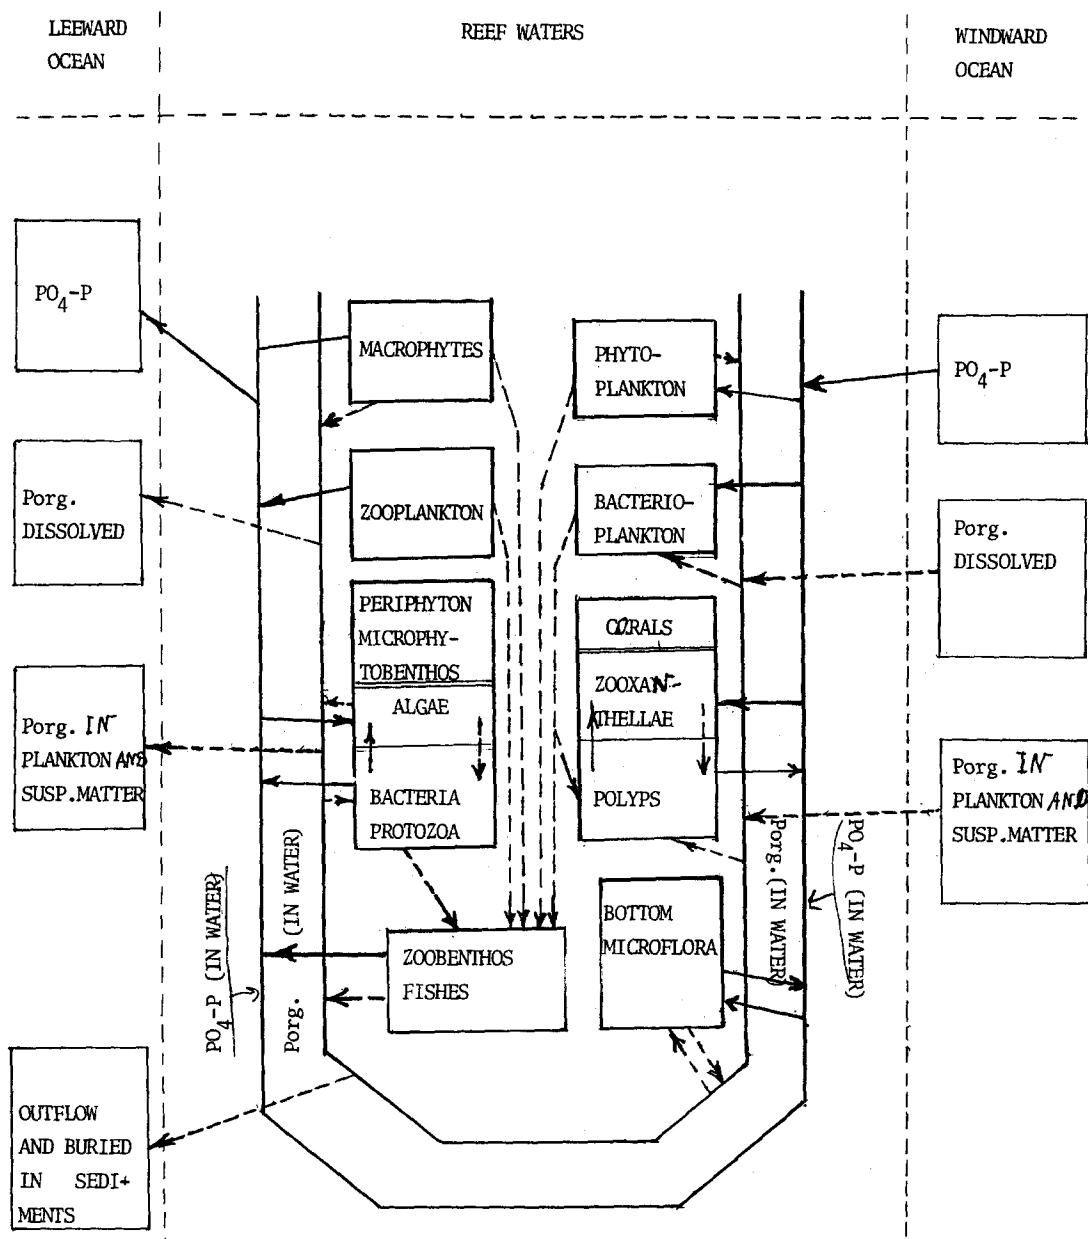 LEEWARD
OCEAN
REEF WATERS
WINDWARD
OCEAN
PO4-P
Porg.
DISSOLVED
Porg. IN
PLANKTON AND
SUSP.MATTER
OUTFLOW
AND BURIED
IN SEDI-
MENTS
PO4-P (IN WATER)
Porg. (IN WATER)
MACROPHYTES
ZOOPLANKTON
PERIPHYTON
MICROPHY-
TOBENTHOS
ALGAE
BACTERIA
PROTOZOA
ZOOBENTHOS
FISHES
PHYTO-
PLANKTON
BACTERIO-
PLANKTON
CORALS
ZOOXAN-
THELLAE
POLYPS
BOTTOM
MICROFLORA
Porg.(IN WATER)
PO4-P (IN WATER)
PO4-P
Porg.
DISSOLVED
Porg. IN
PLANKTON AND
SUSP.MATTER